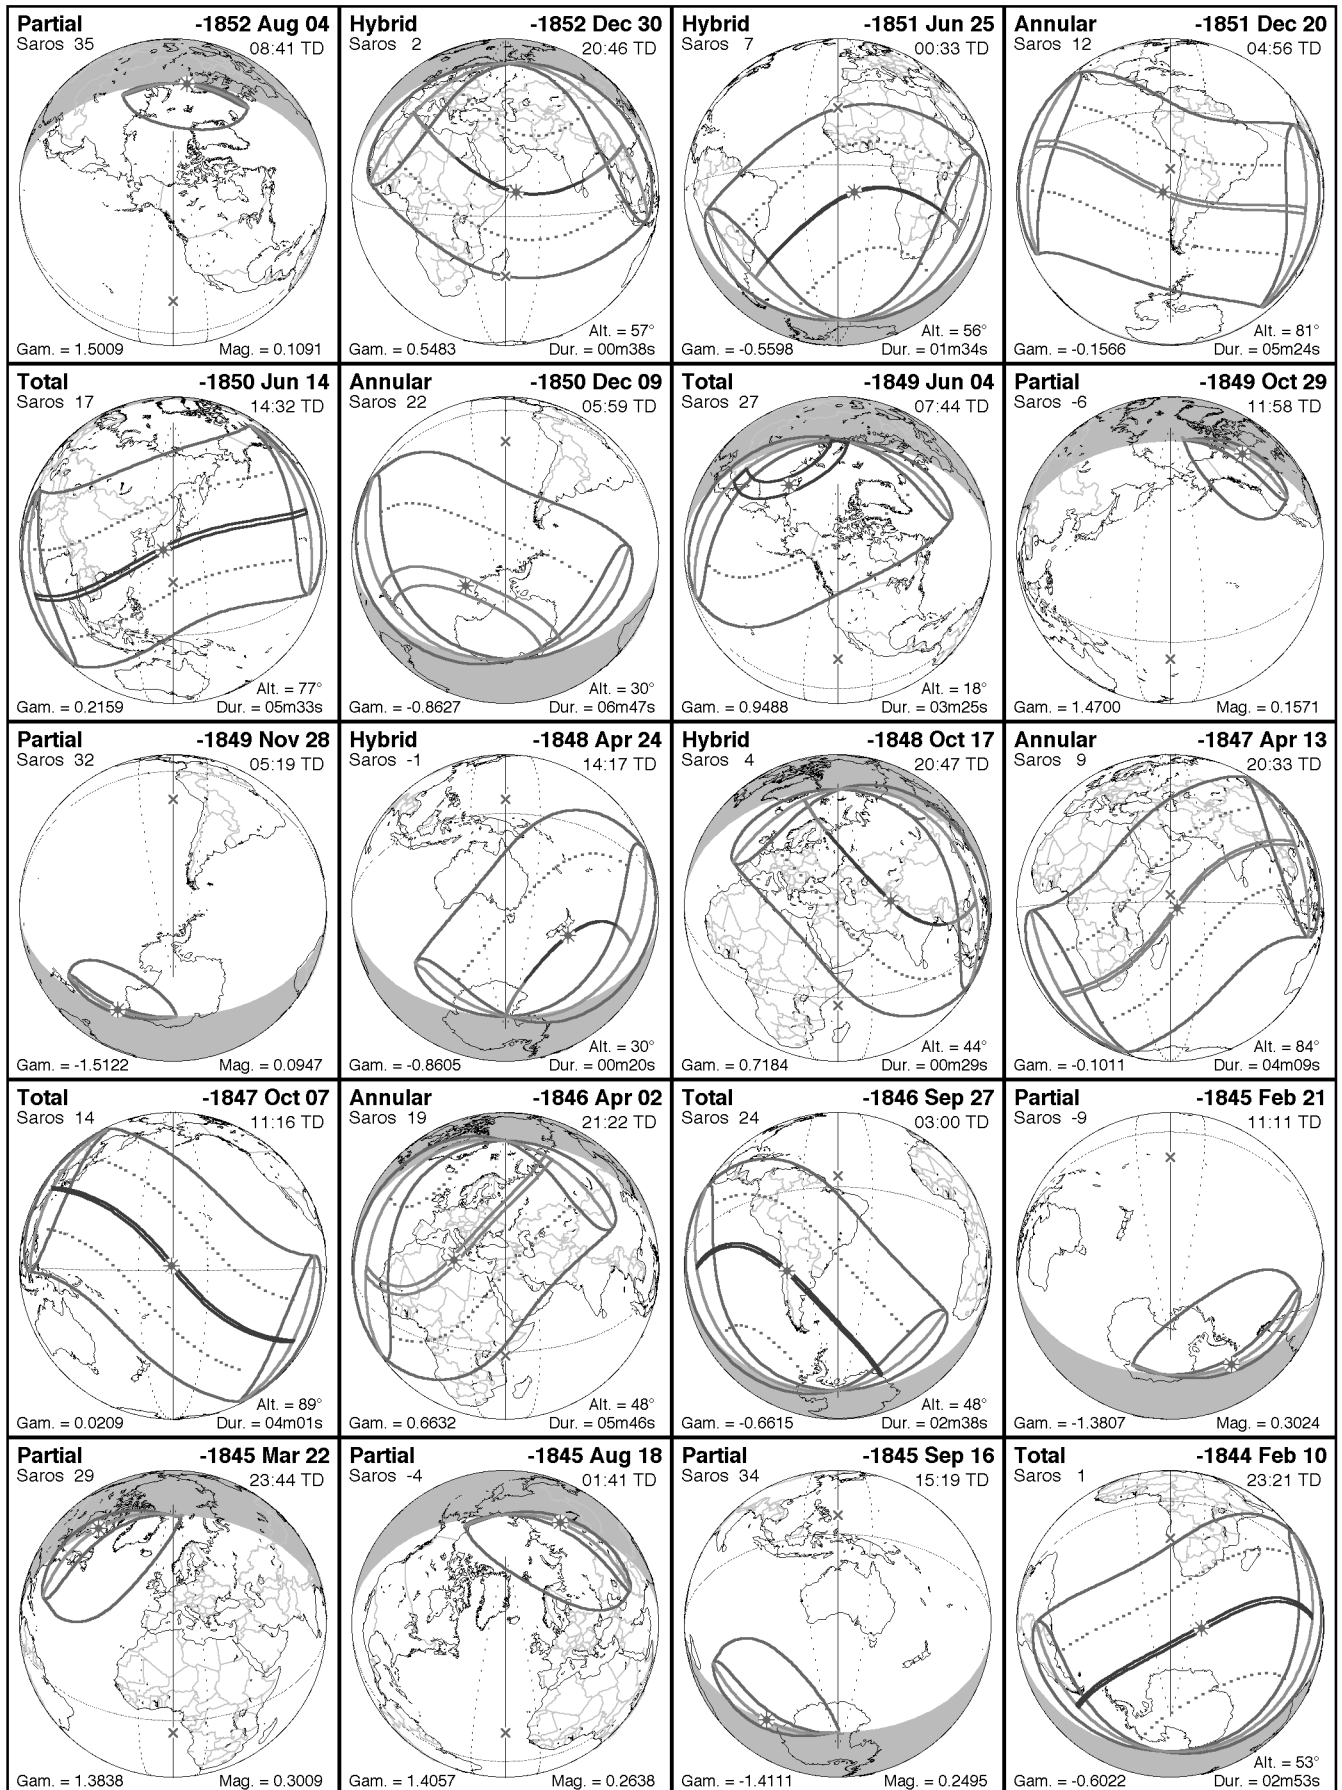 Partial -1852 Aug 04
Saros 35 08:41 TD
Gam. = 1.5009 Mag. = 0.1091
Hybrid -1852 Dec 30
Saros 2 20:46 TD
Alt. = 57°
Gam. = 0.5483 Dur. = 00m38s
Hybrid -1851 Jun 25
Saros 7 00:33 TD
Alt. = 56°
Gam. = -0.5598 Dur. = 01m34s
Annular -1851 Dec 20
Saros 12 04:56 TD
Alt. = 81°
Gam. = -0.1566 Dur. = 05m24s
Total -1850 Jun 14
Saros 17 14:32 TD
Alt. = 77°
Gam. = 0.2159 Dur. = 05m33s
Annular -1850 Dec 09
Saros 22 05:59 TD
Alt. = 30°
Gam. = -0.8627 Dur. = 06m47s
Total -1849 Jun 04
Saros 27 07:44 TD
Alt. = 18°
Gam. = 0.9488 Dur. = 03m25s
Partial -1849 Oct 29
Saros -6 11:58 TD
Gam. = 1.4700 Mag. = 0.1571
Partial -1849 Nov 28
Saros 32 05:19 TD
Gam. = -1.5122 Mag. = 0.0947
Hybrid -1848 Apr 24
Saros -1 14:17 TD
Alt. = 30°
Gam. = -0.8605 Dur. = 00m20s
Hybrid -1848 Oct 17
Saros 4 20:47 TD
Alt. = 44°
Gam. = 0.7184 Dur. = 00m29s
Annular -1847 Apr 13
Saros 9 20:33 TD
Alt. = 84°
Gam. = -0.1011 Dur. = 04m09s
Total -1847 Oct 07
Saros 14 11:16 TD
Alt. = 89°
Gam. = 0.0209 Dur. = 04m01s
Annular -1846 Apr 02
Saros 19 21:22 TD
Alt. = 48°
Gam. = 0.6632 Dur. = 05m46s
Total -1846 Sep 27
Saros 24 03:00 TD
Alt. = 48°
Gam. = -0.6615 Dur. = 02m38s
Partial -1845 Feb 21
Saros -9 11:11 TD
Gam. = -1.3807 Mag. = 0.3024
Partial -1845 Mar 22
Saros 29 23:44 TD
Gam. = 1.3838 Mag. = 0.3009
Partial -1845 Aug 18
Saros -4 01:41 TD
Gam. = 1.4057 Mag. = 0.2638
Partial -1845 Sep 16
Saros 34 15:19 TD
Gam. = -1.4111 Mag. = 0.2495
Total -1844 Feb 10
Saros 1 23:21 TD
Alt. = 53°
Gam. = -0.6022 Dur. = 02m53s